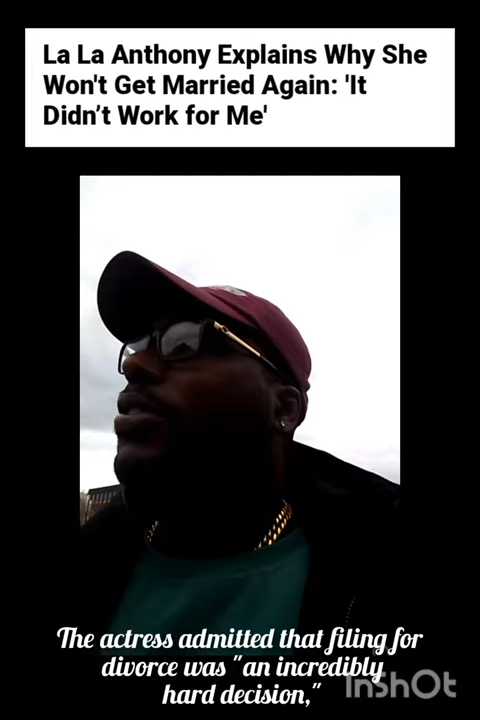 La La Anthony Explains Why She
Won't Get Married Again: 'It
Didn’t Work for Me'
The actress admitted that filing for
divorce was "an incredibly
hard decision,"
InShOt